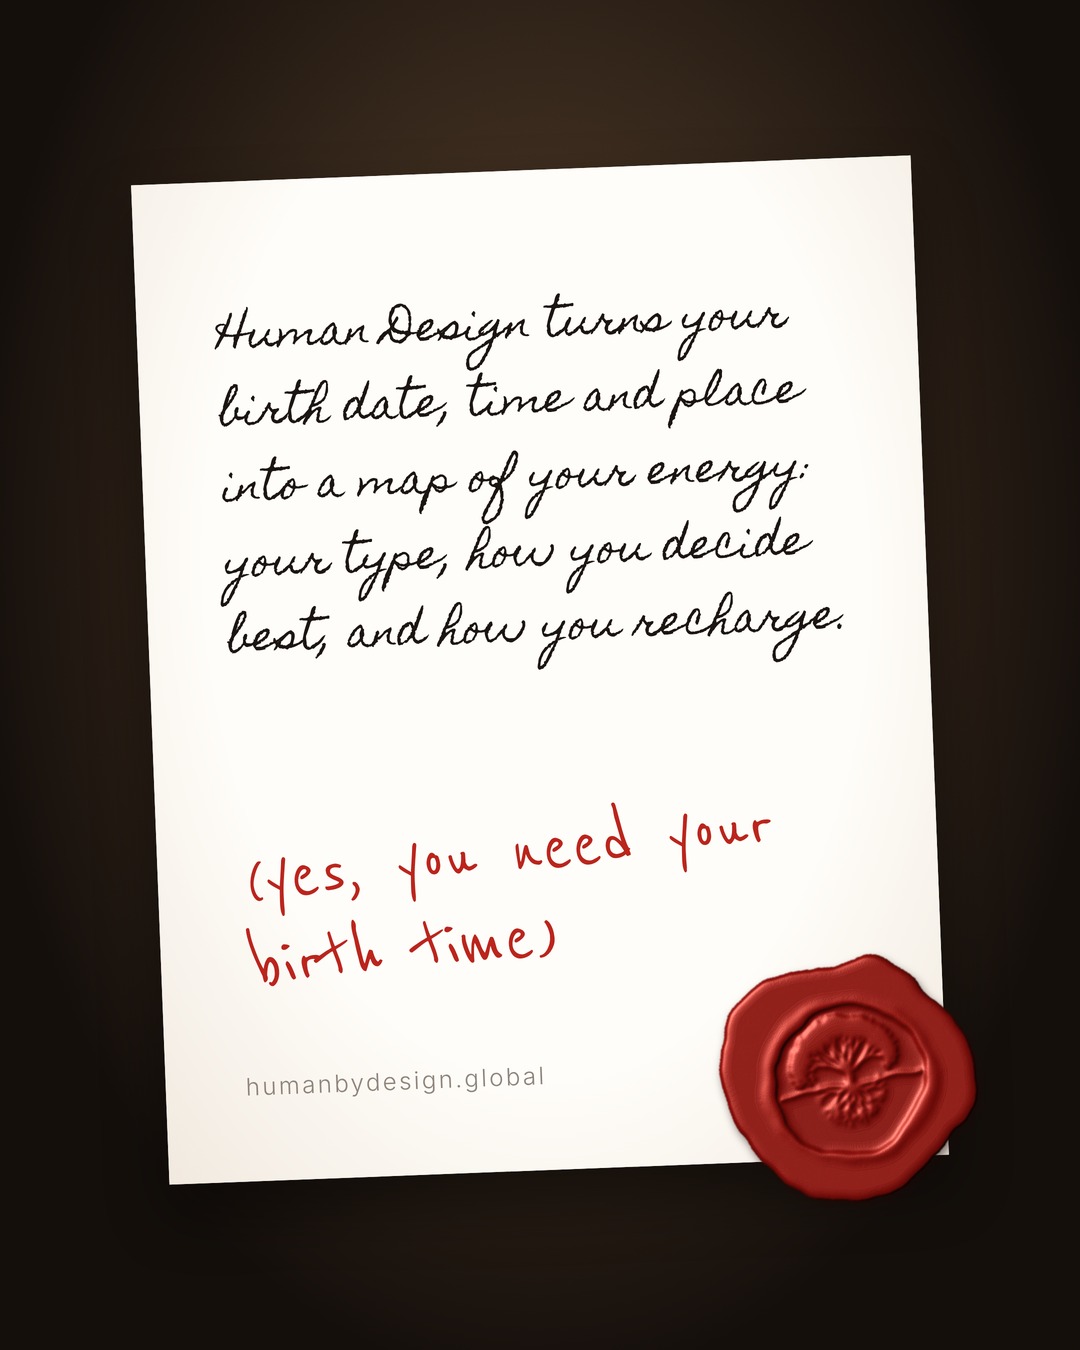 Human Design turns your
birth date, time and place
into a map of your energy:
your type, how you decide
best, and how you recharge.
(yes, you need your
birth time)
humanbydesign.global